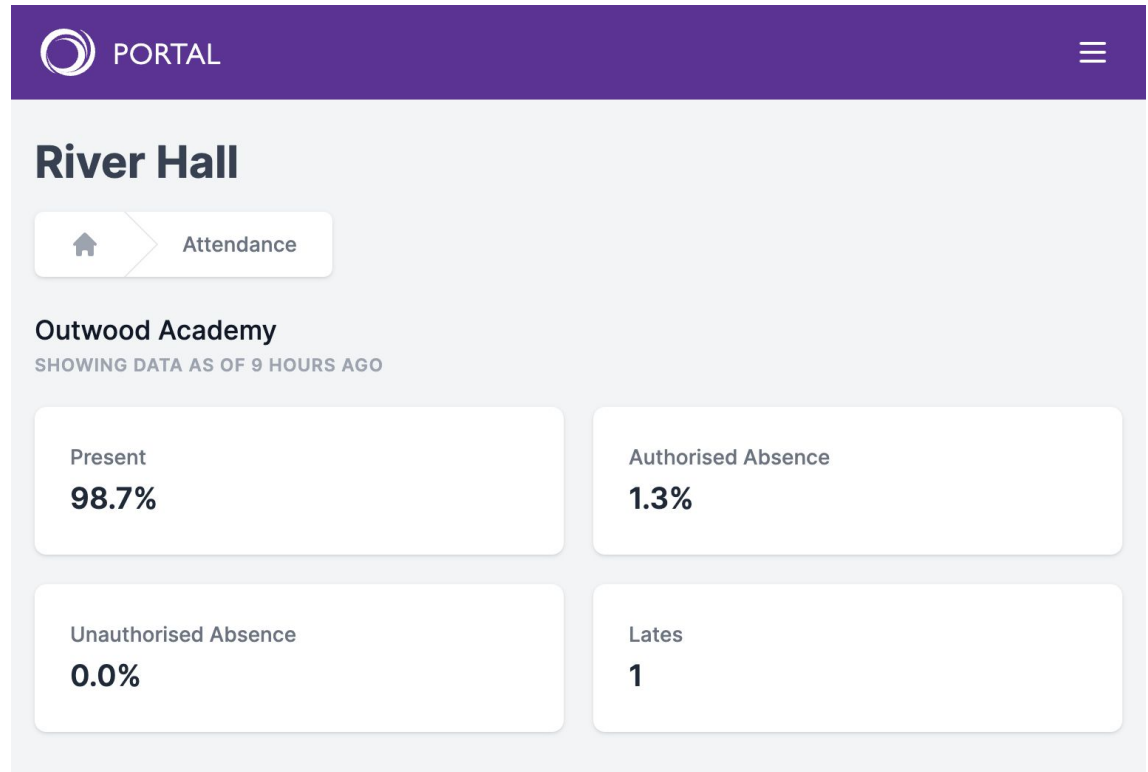 PORTAL
River Hall
Attendance
Outwood Academy
SHOWING DATA AS OF 9 HOURS AGO
Present
98.7%
Authorised Absence
1.3%
Unauthorised Absence
0.0%
Lates
1